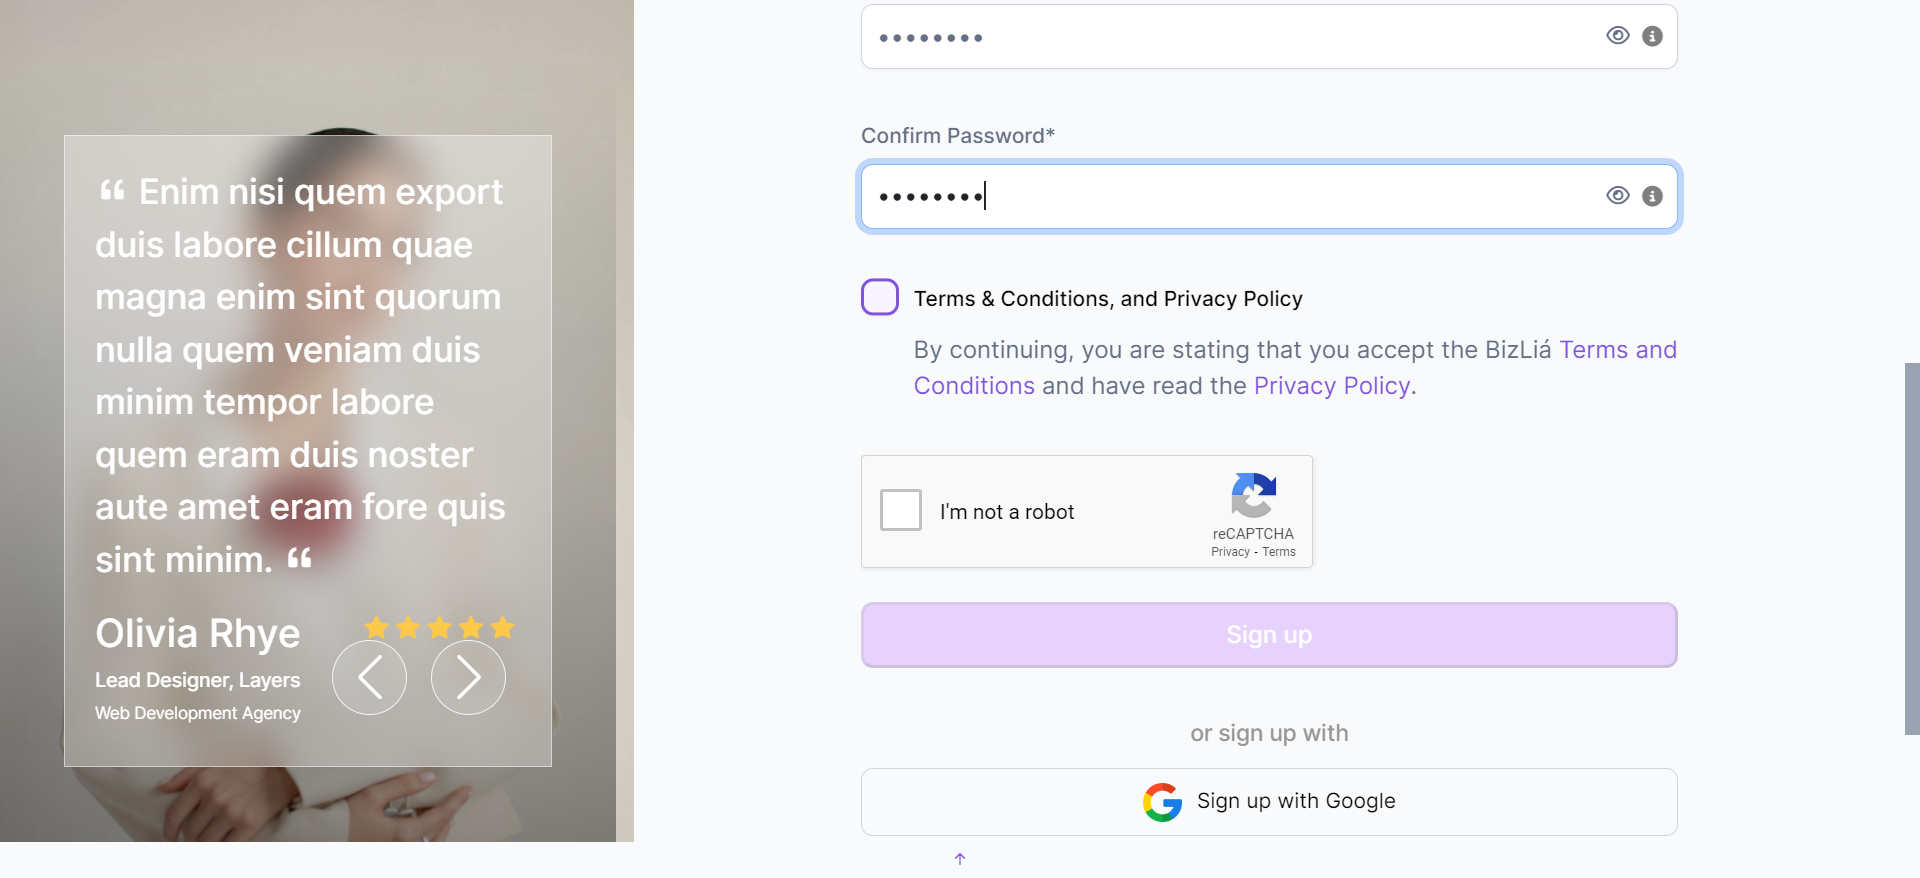 “ Enim nisi quem export
duis labore cillum quae
magna enim sint quorum
nulla quem veniam duis
minim tempor labore
quem eram duis noster
aute amet eram fore quis
sint minim. “
Olivia Rhye
Lead Designer, Layers
Web Development Agency
••••••••
Confirm Password*
••••••••
Terms & Conditions, and Privacy Policy
By continuing, you are stating that you accept the BizLiá Terms and
Conditions and have read the Privacy Policy.
I'm not a robot
reCAPTCHA
Privacy - Terms
Sign up
or sign up with
Sign up with Google